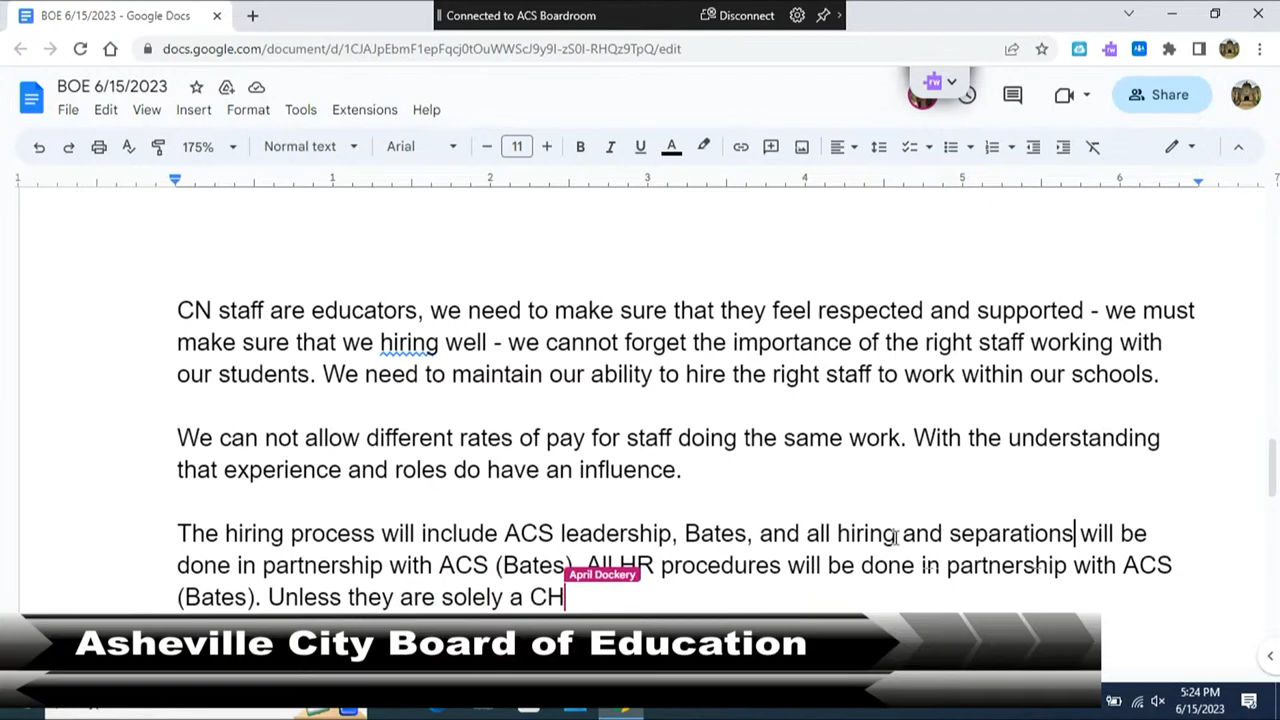 BOE 6/15/2023 - Google Docs
Connected to ACS Boardroom
Disconnect
docs.google.com/document/d/1CJAJpEbmF1epFqcj0tOuWWScJ9y9I-zS0I-RHQz9TpQ/edit
BOE 6/15/2023
File Edit View Insert Format Tools Extensions Help
Share
175% Normal text Arial 11
1 1 2 3 4 5 6 7
CN staff are educators, we need to make sure that they feel respected and supported - we must
make sure that we hiring well - we cannot forget the importance of the right staff working with
our students. We need to maintain our ability to hire the right staff to work within our schools.
We can not allow different rates of pay for staff doing the same work. With the understanding
that experience and roles do have an influence.
The hiring process will include ACS leadership, Bates, and all hiring and separations will be
done in partnership with ACS (Bates). All HR procedures will be done in partnership with ACS
April Dockery
(Bates). Unless they are solely a CH
Asheville City Board of Education
5:24 PM
6/15/2023